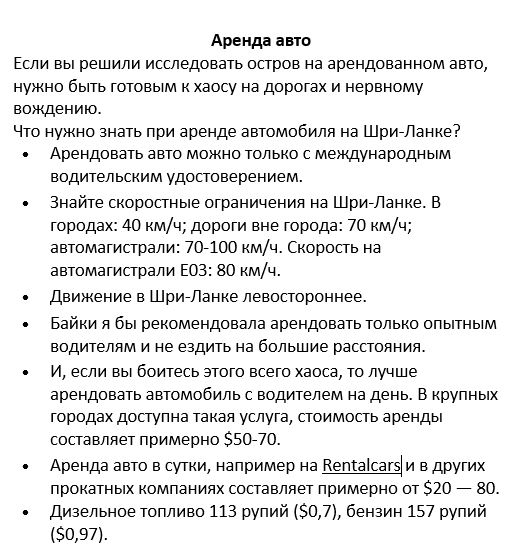 Аренда авто
Если вы решили исследовать остров на арендованном авто,
нужно быть готовым к хаосу на дорогах и нервному
вождению.
Что нужно знать при аренде автомобиля на Шри-Ланке?
• Арендовать авто можно только с международным
водительским удостоверением.
• Знайте скоростные ограничения на Шри-Ланке. В
городах: 40 км/ч; дороги вне города: 70 км/ч;
автомагистрали: 70-100 км/ч. Скорость на
автомагистрали E03: 80 км/ч.
• Движение в Шри-Ланке левостороннее.
• Байки я бы рекомендовала арендовать только опытным
водителям и не ездить на большие расстояния.
• И, если вы боитесь этого всего хаоса, то лучше
арендовать автомобиль с водителем на день. В крупных
городах доступна такая услуга, стоимость аренды
составляет примерно $50-70.
• Аренда авто в сутки, например на Rentalcars и в других
прокатных компаниях составляет примерно от $20 — 80.
• Дизельное топливо 113 рупий ($0,7), бензин 157 рупий
($0,97).